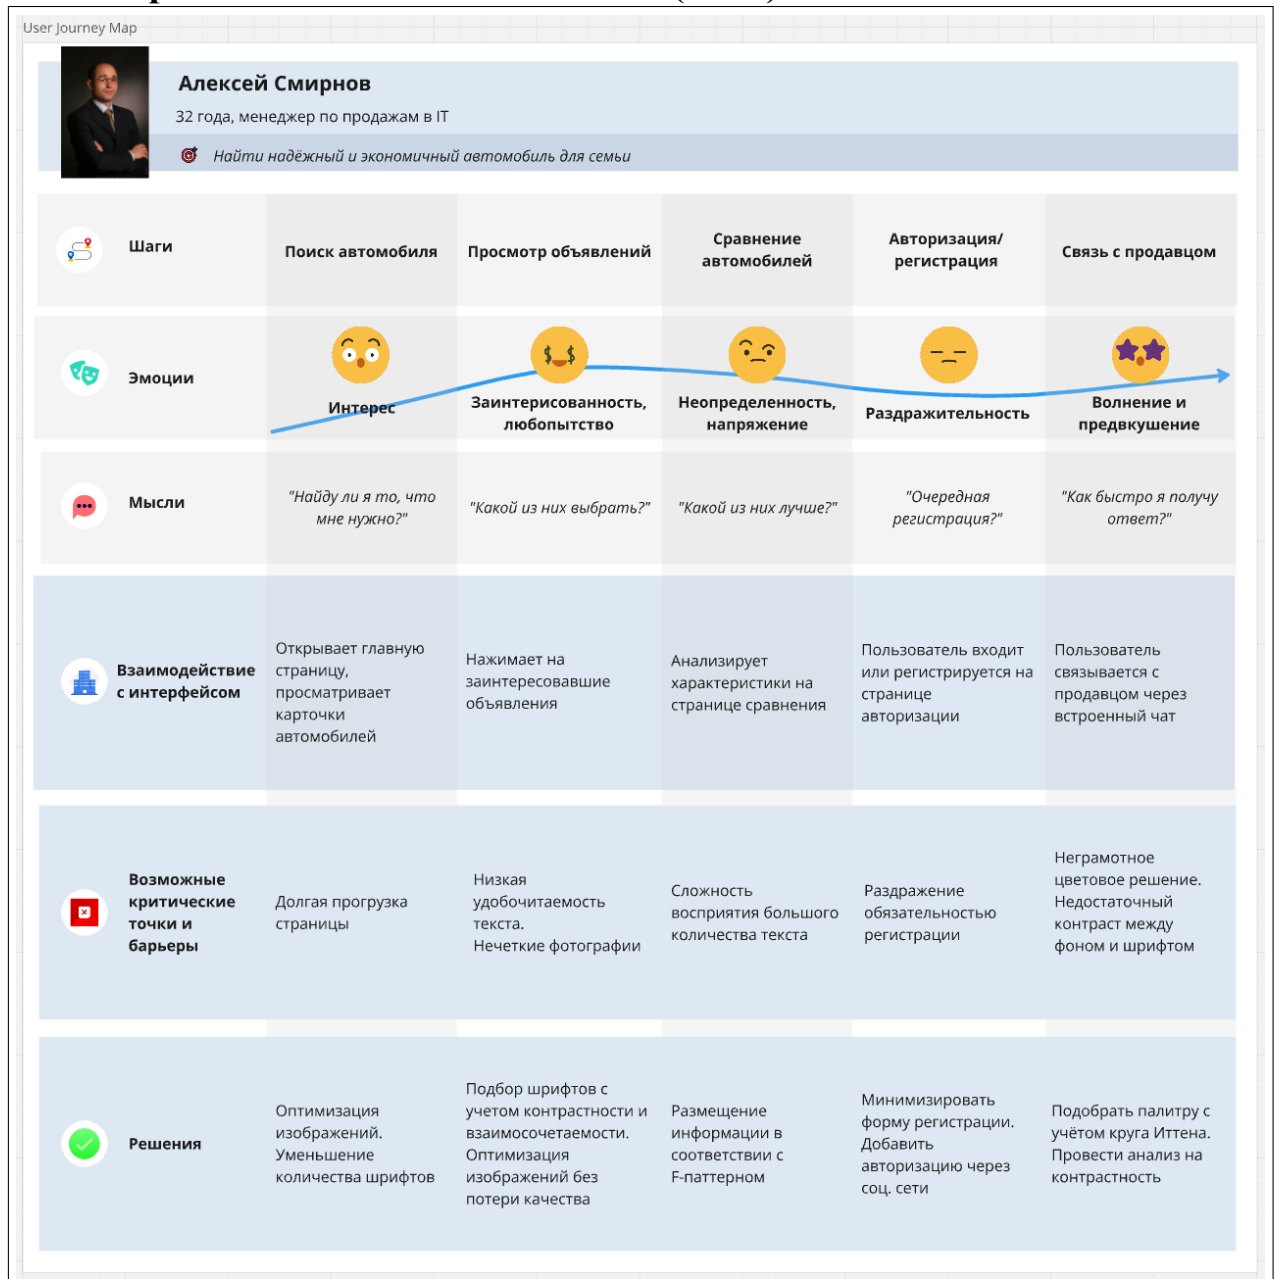 User Journey Map
Алексей Смирнов
32 года, менеджер по продажам в IT
Найти надёжный и экономичный автомобиль для семьи
Шаги
Поиск автомобиля
Просмотр объявлений
Сравнение
автомобилей
Авторизация/
регистрация
Связь с продавцом
Эмоции
Интерес
Заинтерисованность,
любопытство
Неопределенность,
напряжение
Раздражительность
Волнение и
предвкушение
Мысли
"Найду ли я то, что
мне нужно?"
"Какой из них выбрать?"
"Какой из них лучше?"
"Очередная
регистрация?"
"Как быстро я получу
ответ?"
Взаимодействие
с интерфейсом
Открывает главную
страницу,
просматривает
карточки
автомобилей
Нажимает на
заинтересовавшие
объявления
Анализирует
характеристики на
странице сравнения
Пользователь входит
или регистрируется на
странице
авторизации
Пользователь
связывается с
продавцом через
встроенный чат
Возможные
критические
точки и
барьеры
Долгая прогрузка
страницы
Низкая
удобочитаемость
текста.
Нечеткие фотографии
Сложность
восприятия большого
количества текста
Раздражение
обязательностью
регистрации
Неграмотное
цветовое решение.
Недостаточный
контраст между
фоном и шрифтом
Решения
Оптимизация
изображений.
Уменьшение
количества шрифтов
Подбор шрифтов с
учетом контрастности и
взаимосочетаемости.
Оптимизация
изображений без
потери качества
Размещение
информации в
соответствии с
F-паттерном
Минимизировать
форму регистрации.
Добавить
авторизацию через
соц. сети
Подобрать палитру с
учётом круга Иттена.
Провести анализ на
контрастность